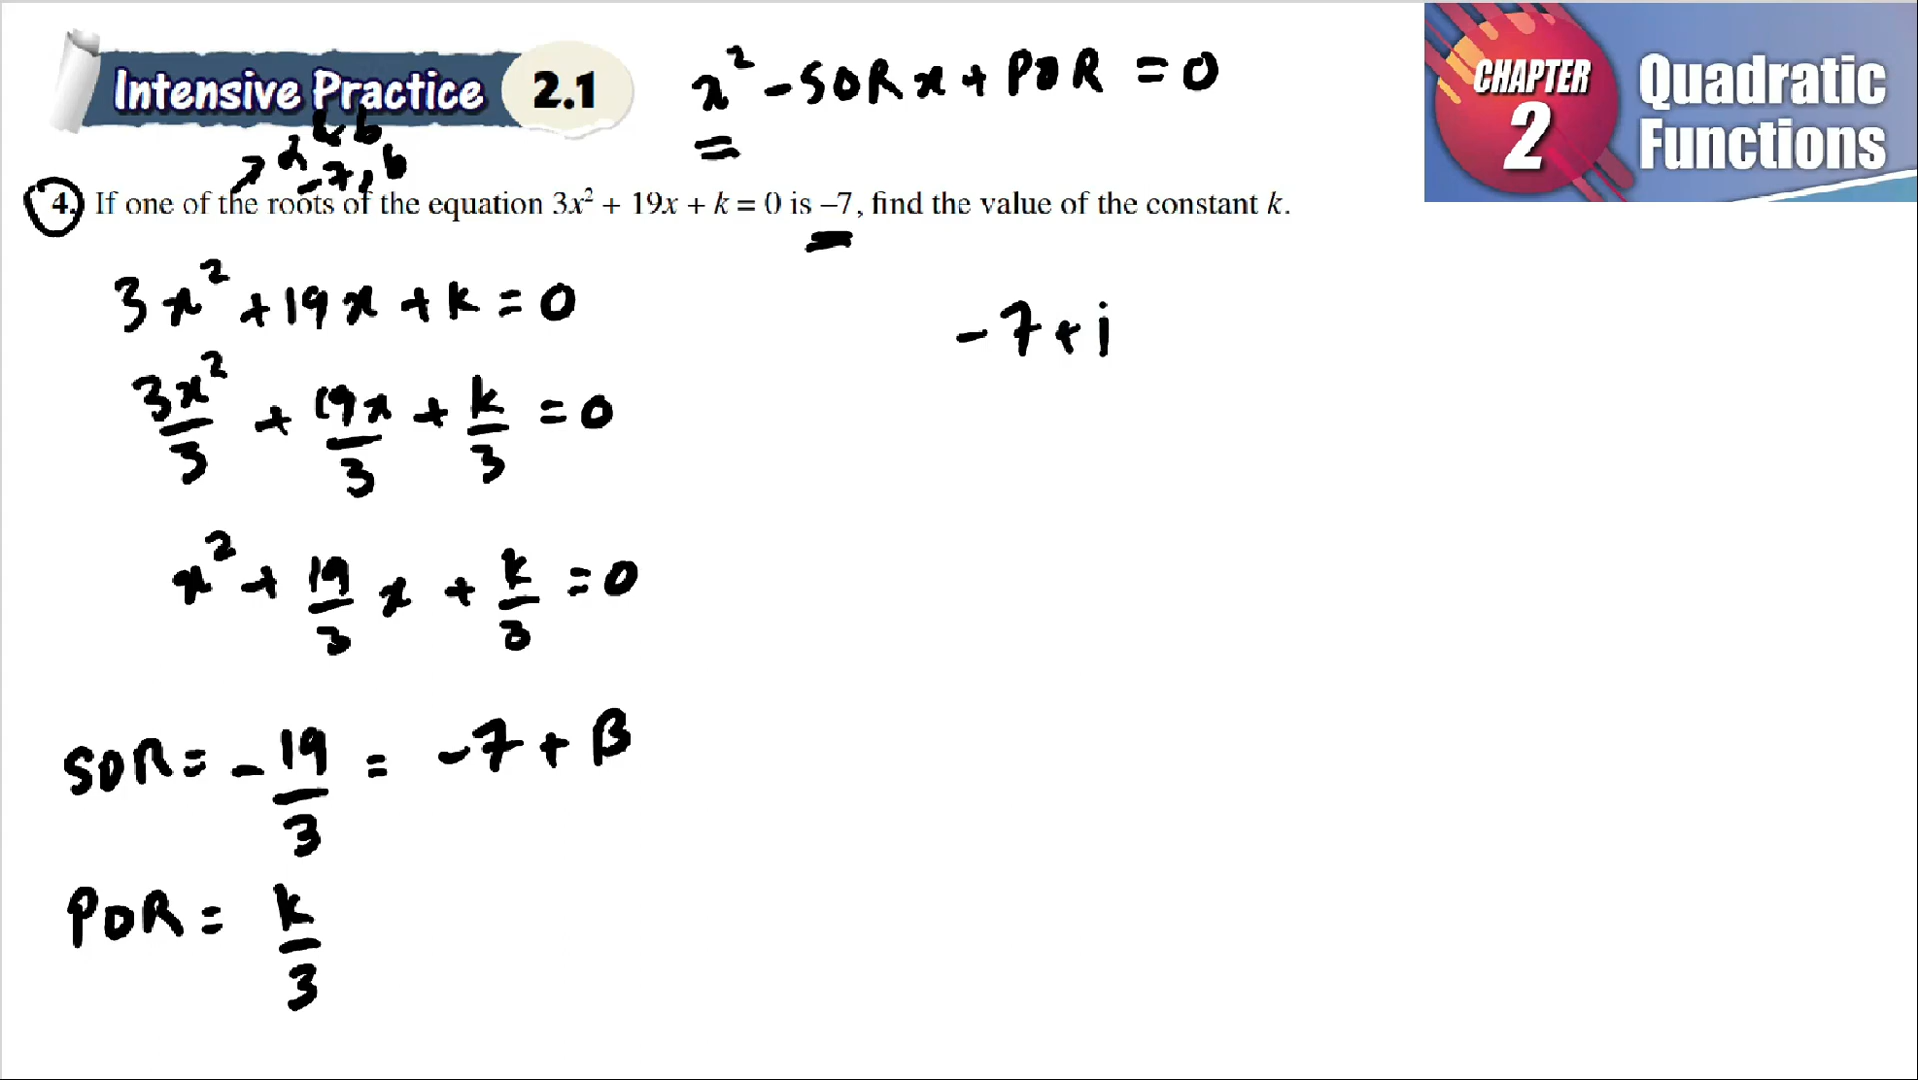 Intensive Practice 2.1
x² - SORx + POR = 0
=
CHAPTER 2
Quadratic Functions
-7, b
4. If one of the roots of the equation 3x² + 19x + k = 0 is –7, find the value of the constant k.
3x² + 19x + k = 0
-7 + i
3x²/3 + 19x/3 + k/3 = 0
x² + 19/3 x + k/3 = 0
SOR = -19/3 = -7 + β
POR = k/3